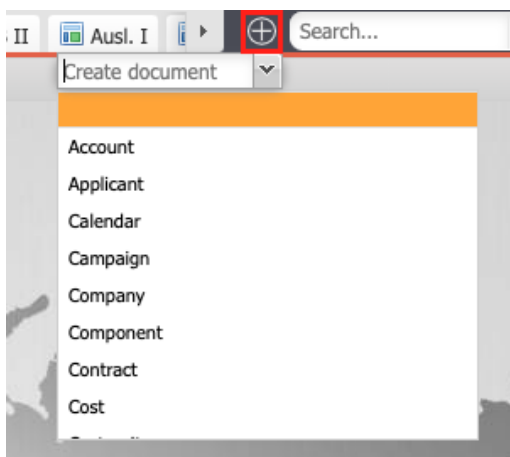 II Ausl. I Search...
Create document
Account
Applicant
Calendar
Campaign
Company
Component
Contract
Cost